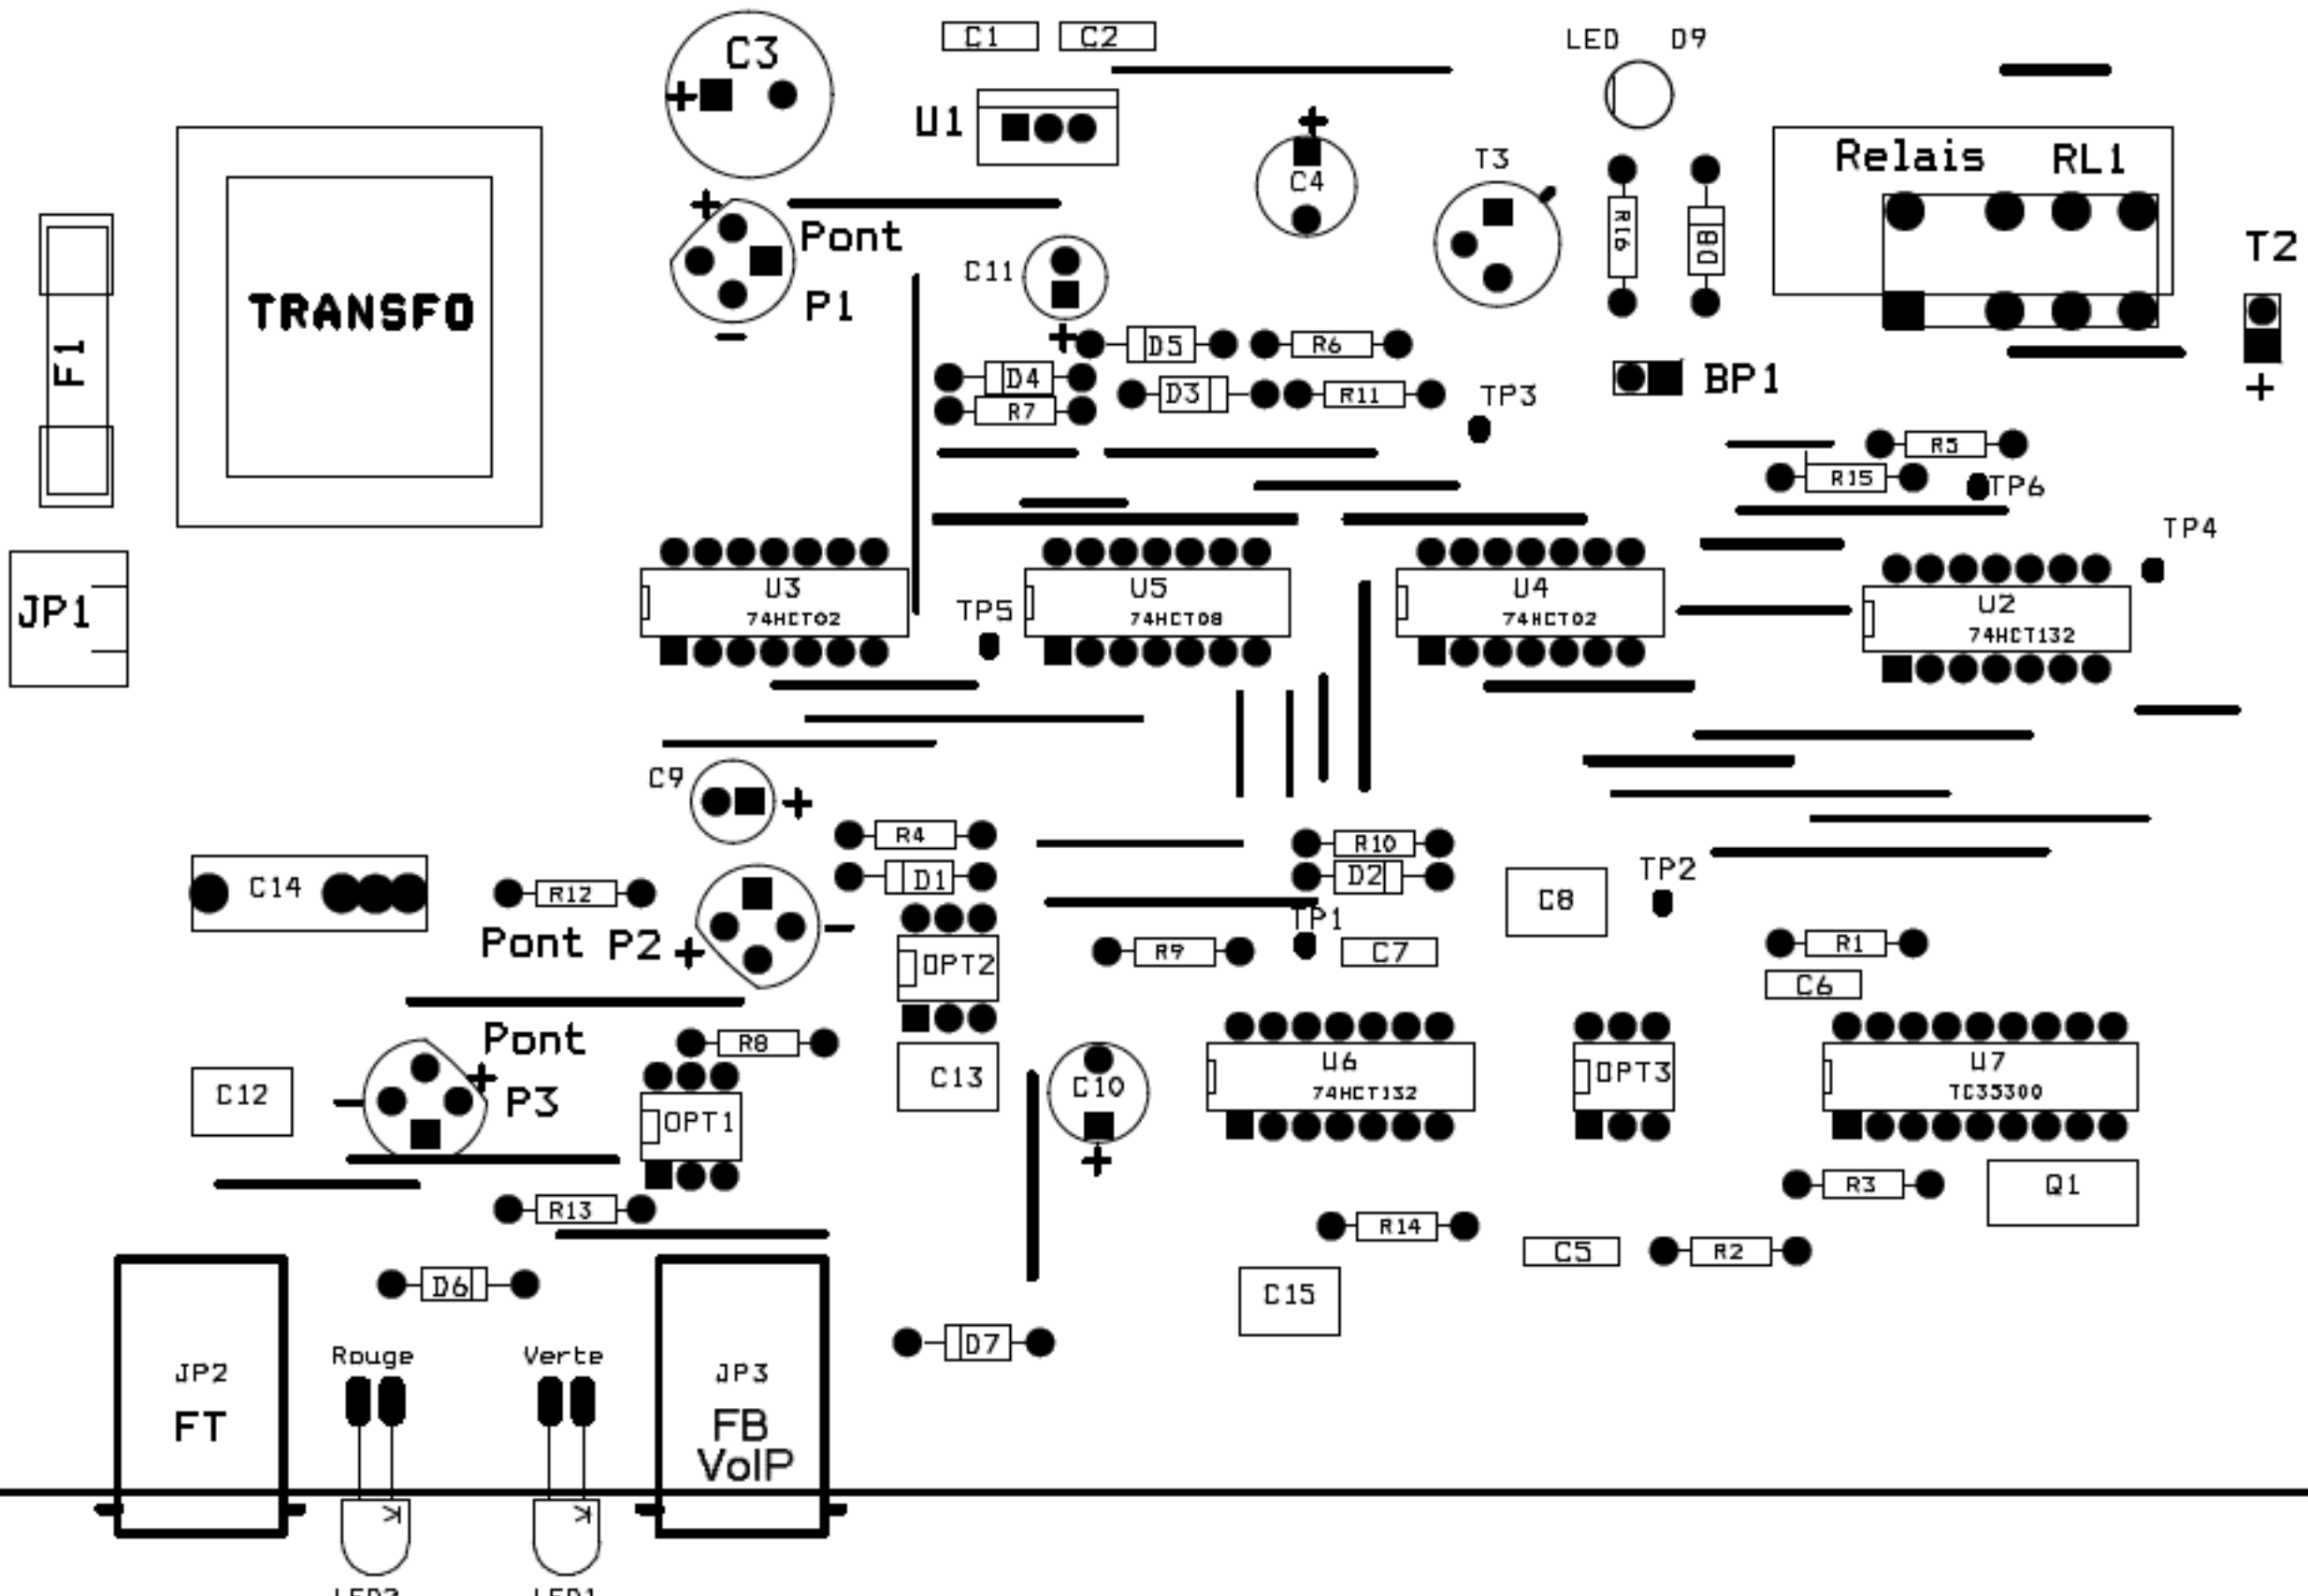 C1 C2
LED D9
C3
+
U1
+
C4
T3
Relais RL1
+
Pont
P1
-
C11
+
R16
D8
T2
+
TRANSFO
F1
D5 R6
D4
R7
D3 R11
TP3
BP1
R5
R15
TP6
TP4
JP1
U3
74HCT02
TP5
U5
74HCT08
U4
74HCT02
U2
74HCT132
C9
+
R4
D1
R10
D2
TP1
C8
TP2
C14
R12
Pont P2
+
-
OPT2
R9
C7
R1
C6
Pont
+
P3
-
C12
R8
OPT1
C13
C10
+
U6
74HCT132
OPT3
U7
TC35300
R13
R14
C5
R2
R3
Q1
D6
C15
D7
Rouge
Verte
JP2
FT
JP3
FB
VoIP
LED2
LED1